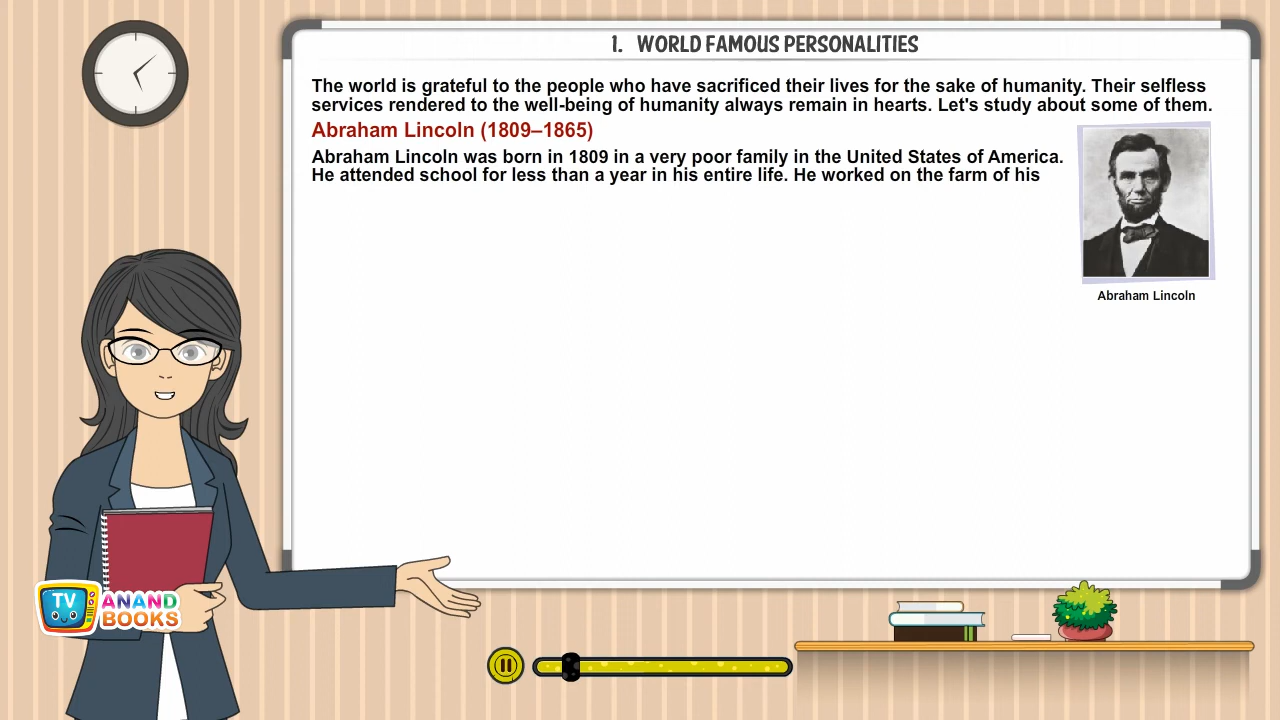 1. WORLD FAMOUS PERSONALITIES
The world is grateful to the people who have sacrificed their lives for the sake of humanity. Their selfless
services rendered to the well-being of humanity always remain in hearts. Let's study about some of them.
Abraham Lincoln (1809–1865)
Abraham Lincoln was born in 1809 in a very poor family in the United States of America.
He attended school for less than a year in his entire life. He worked on the farm of his
Abraham Lincoln
TV
ANAND
BOOKS